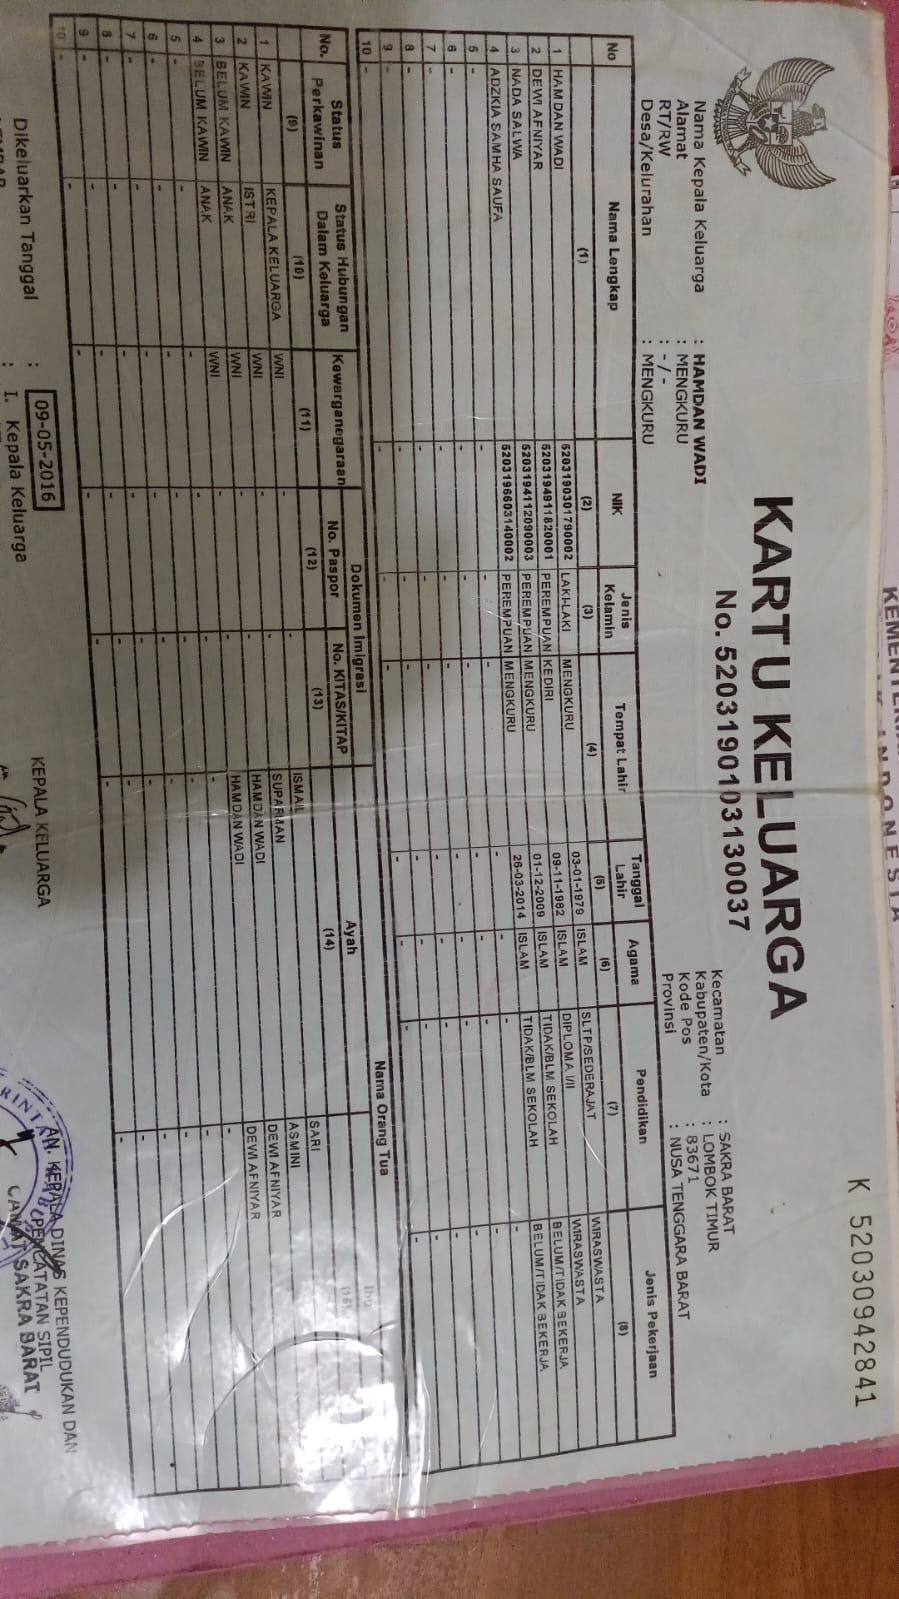 KEMENTERIA
K 52030942841
KARTU KELUARGA
No. 5203190103130037
Nama Kepala Keluarga : HAMDAN WADI
Alamat : MENGKURU
RT/RW : - / -
Desa/Kelurahan : MENGKURU
Kecamatan : SAKRA BARAT
Kabupaten/Kota : LOMBOK TIMUR
Kode Pos : 83671
Provinsi : NUSA TENGGARA BARAT
No Nama Lengkap NIK Jenis Kelamin Tempat Lahir Tanggal Lahir Agama Pendidikan Jenis Pekerjaan
(1) (2) (3) (4) (5) (6) (7) (8)
1 HAMDAN WADI 5203190301790002 LAKI-LAKI MENGKURU 03-01-1979 ISLAM SLTP/SEDERAJAT WIRASWASTA
2 DEWI AFNIYAR 5203194911820001 PEREMPUAN KEDIRI 09-11-1982 ISLAM DIPLOMA I/II WIRASWASTA
3 NADA SALWA 5203194112090003 PEREMPUAN MENGKURU 01-12-2009 ISLAM TIDAK/BLM SEKOLAH BELUM/TIDAK BEKERJA
4 ADZKIA SAMHA SAUFA 5203196603140002 PEREMPUAN MENGKURU 26-03-2014 ISLAM TIDAK/BLM SEKOLAH BELUM/TIDAK BEKERJA
5 - - - - - - - -
6 - - - - - - - -
7 - - - - - - - -
8 - - - - - - - -
9 - - - - - - - -
10 - - - - - - - -
No. Status Perkawinan Status Hubungan Dalam Keluarga Kewarganegaraan Dokumen Imigrasi Nama Orang Tua
No. Paspor No. KITAS/KITAP Ayah Ibu
(9) (10) (11) (12) (13) (14) (15)
1 KAWIN KEPALA KELUARGA WNI - - ISMAIL SARI
2 KAWIN ISTRI WNI - - SUPARMAN ASMINI
3 BELUM KAWIN ANAK WNI - - HAMDAN WADI DEWI AFNIYAR
4 BELUM KAWIN ANAK WNI - - HAMDAN WADI DEWI AFNIYAR
5 - - - - - - -
6 - - - - - - -
7 - - - - - - -
8 - - - - - - -
9 - - - - - - -
10 - - - - - - -
Dikeluarkan Tanggal : 09-05-2016
: I. Kepala Keluarga
KEPALA KELUARGA
AN. KEPALA DINAS KEPENDUDUKAN DAN
PENCATATAN SIPIL
CAMAT SAKRA BARAT